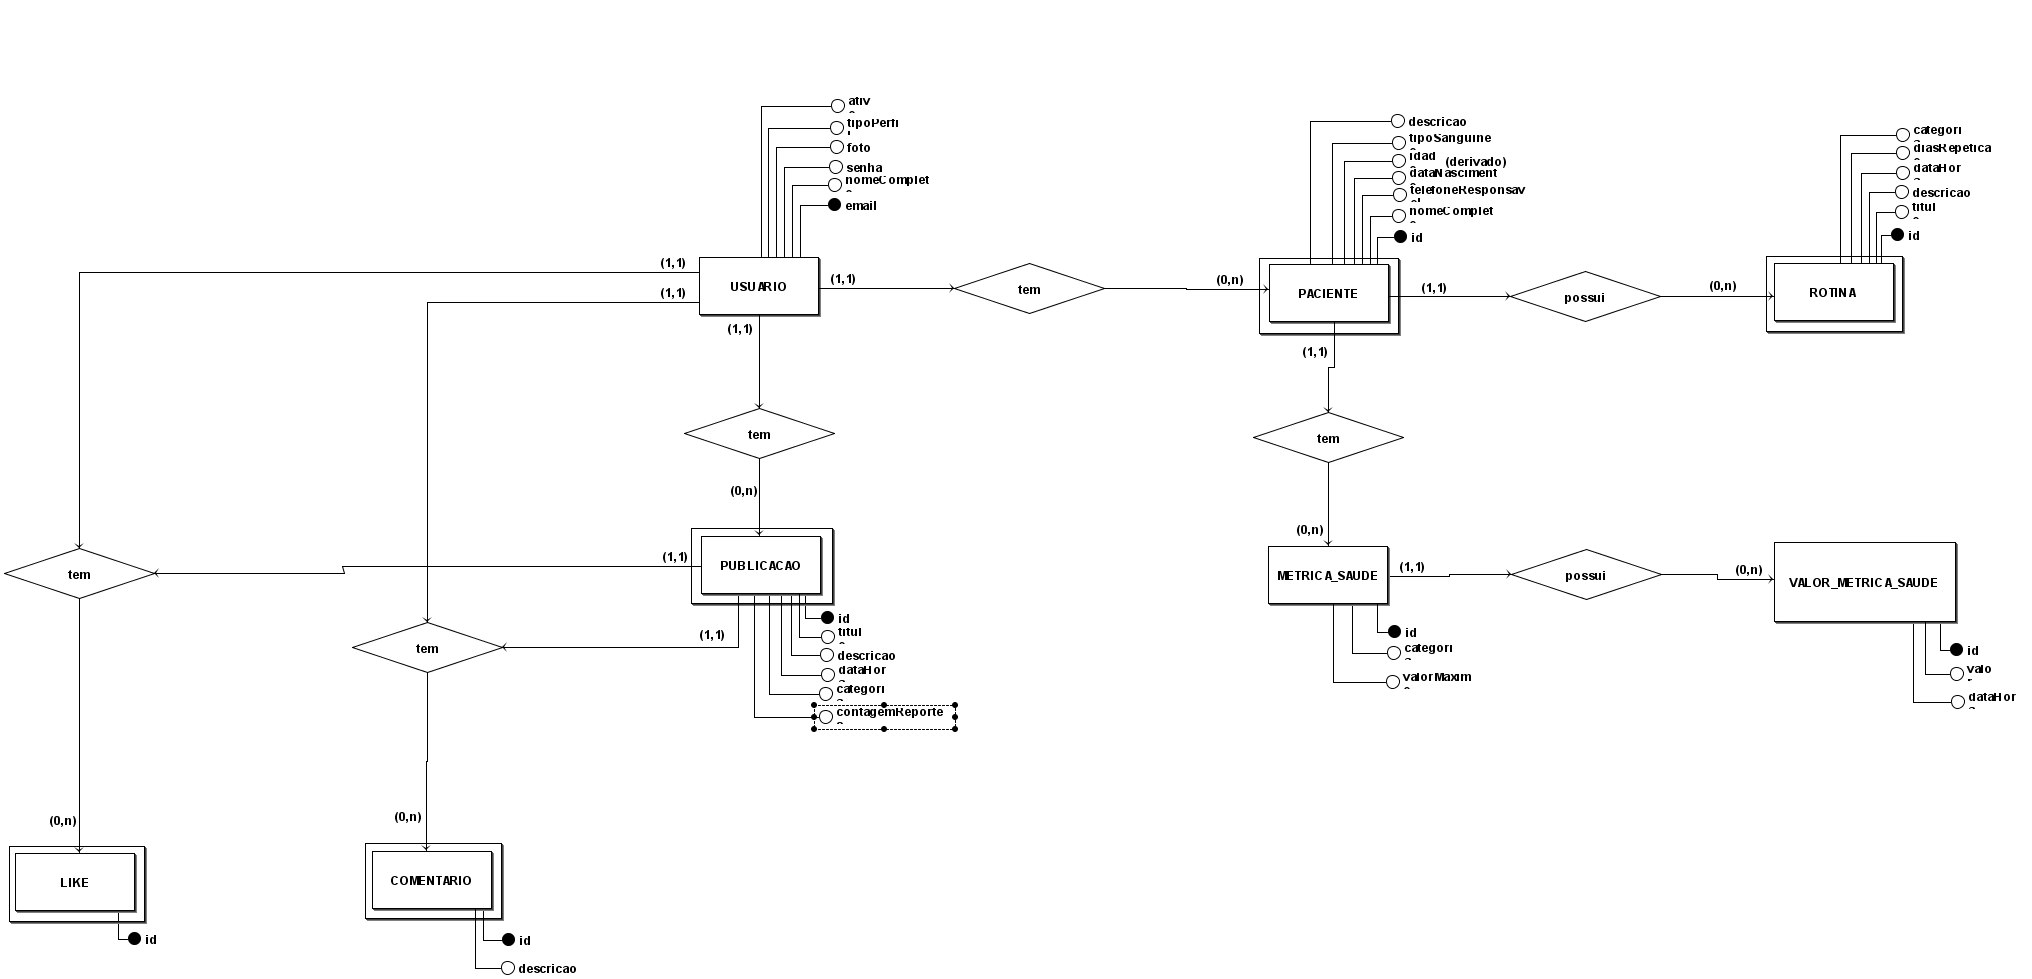 ativ
tipoPerfi
foto
senha
nomeComplet
email
descricao
tipoSanguine
idad (derivado)
dataNasciment
telefoneResponsav
nomeComplet
id
categori
diasRepetica
dataHor
descricao
titul
id
(1,1)
(1,1)
USUARIO
(1,1)
tem
(0,n)
PACIENTE
(1,1)
possui
(0,n)
ROTINA
(1,1)
(1,1)
tem
tem
(0,n)
(0,n)
tem
(1,1)
PUBLICACAO
METRICA_SAUDE
(1,1)
possui
(0,n)
VALOR_METRICA_SAUDE
id
titul
descricao
dataHor
categori
contagemReporte
(1,1)
tem
id
categori
valorMaxim
id
valo
dataHor
(0,n)
(0,n)
LIKE
COMENTARIO
id
id
descricao